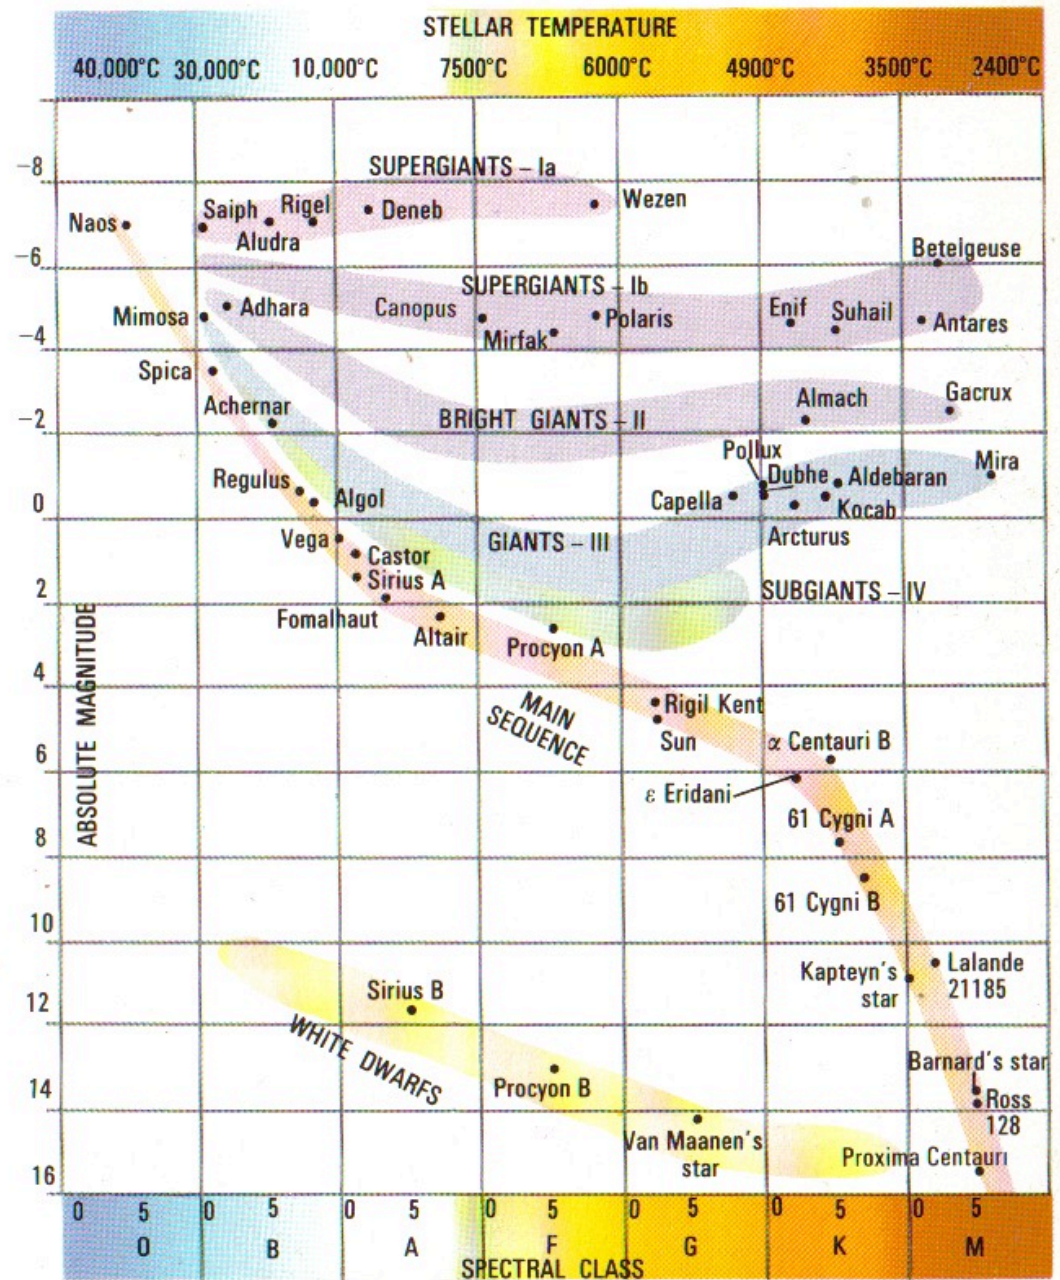 STELLAR TEMPERATURE
40,000°C 30,000°C 10,000°C 7500°C 6000°C 4900°C 3500°C 2400°C
-8
SUPERGIANTS - Ia
Wezen
Saiph Rigel Deneb
Naos
Aludra
Betelgeuse
-6
SUPERGIANTS - Ib
Adhara Canopus Enif Suhail
Mimosa Polaris Antares
-4
Mirfak
Spica
Achernar Almach Gacrux
-2
BRIGHT GIANTS - II
Pollux
Regulus Dubhe Aldebaran Mira
0
Algol Capella Kocab
Vega GIANTS - III Arcturus
Castor
Sirius A
2
SUBGIANTS - IV
Fomalhaut
Altair Procyon A
4
ABSOLUTE MAGNITUDE
MAIN
SEQUENCE
Rigil Kent
Sun α Centauri B
6
ε Eridani
61 Cygni A
8
61 Cygni B
10
Kapteyn's
star
Lalande
21185
Sirius B
12
WHITE DWARFS
Barnard's star
14
Procyon B
Ross
128
Van Maanen's
star
Proxima Centauri
16
0 5 0 5 0 5 0 5 0 5 0 5 0 5
O B A F G K M
SPECTRAL CLASS